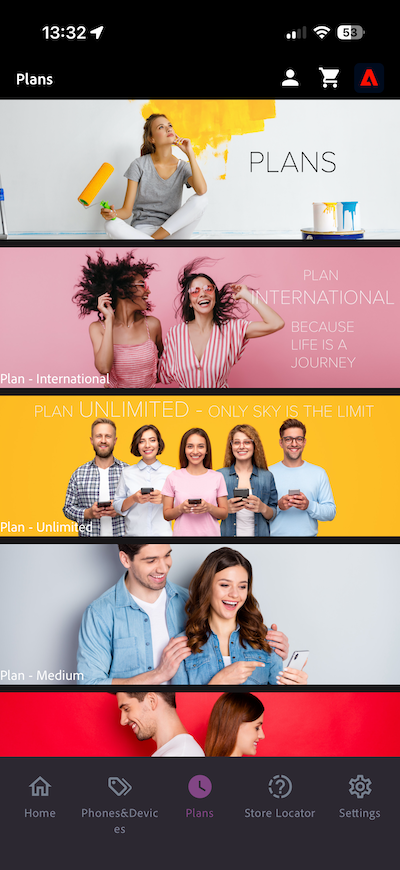 13:32
53
Plans
PLANS
PLAN
INTERNATIONAL
BECAUSE
LIFE IS A
JOURNEY
Plan - International
PLAN UNLIMITED - ONLY SKY IS THE LIMIT
Plan - Unlimited
Plan - Medium
Home
Phones&Devic
es
Plans
Store Locator
Settings